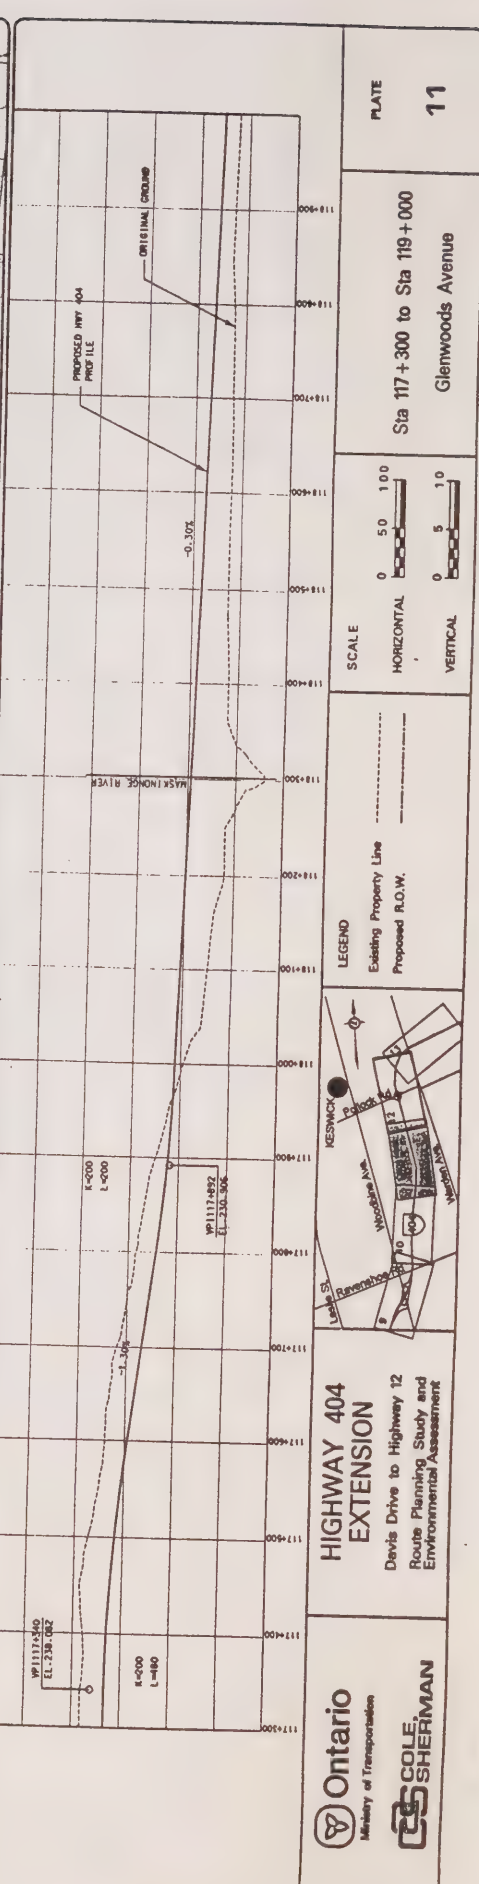 PROPOSED HWY 404
PROFILE
ORIGINAL GROUND
-0.30%
MASKINONGE RIVER
K=200
L=200
VPI117+892
EL.230.906
-1.30%
VPI117+340
EL.238.082
K=200
L=480
117+300
117+400
117+500
117+600
117+700
117+800
117+900
118+000
118+100
118+200
118+300
118+400
118+500
118+600
118+700
118+800
118+900
Ontario
Ministry of Transportation
COLE,
SHERMAN
HIGHWAY 404
EXTENSION
Davis Drive to Highway 12
Route Planning Study and
Environmental Assessment
KESWICK
Pollock Rd.
Woodbine Ave.
Warden Ave.
Leslie St.
Ravenshoe Rd.
9
10
404
12
LEGEND
Existing Property Line
Proposed R.O.W.
SCALE
0 50 100
HORIZONTAL
0 5 10
VERTICAL
Sta 117+300 to Sta 119+000
Glenwoods Avenue
PLATE
11